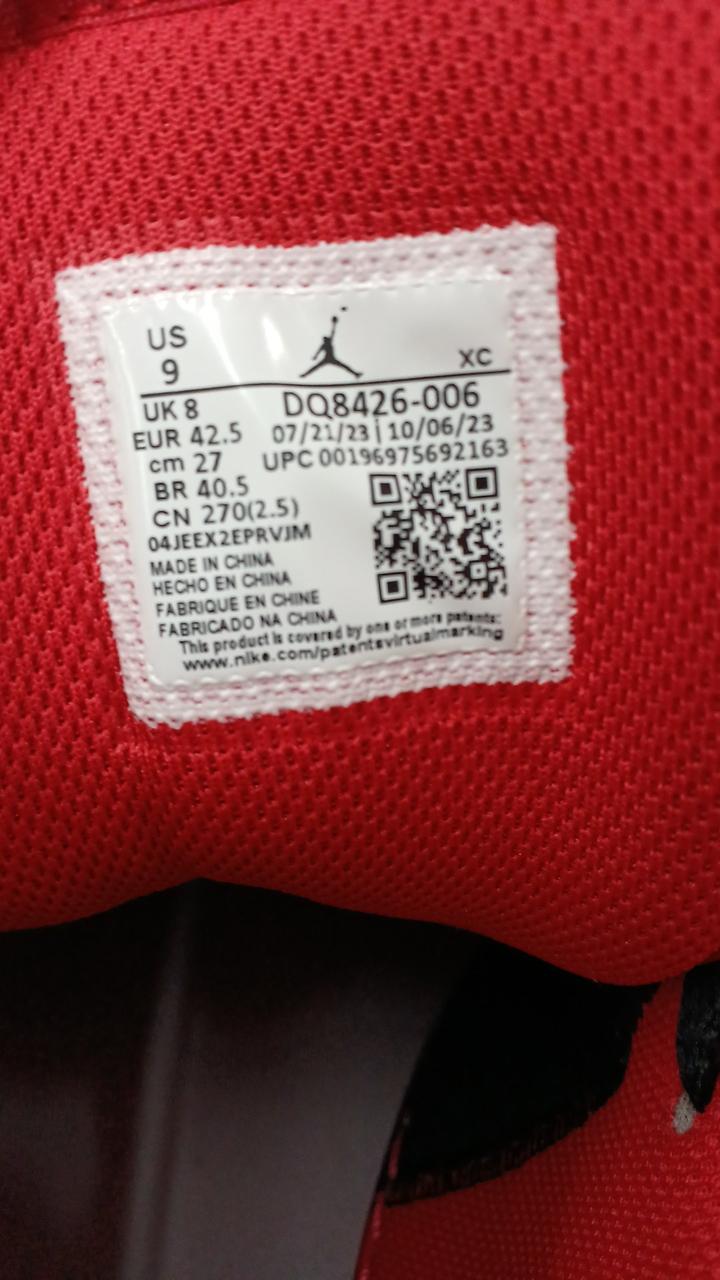 US
9
XC
UK 8
DQ8426-006
EUR 42.5
07/21/23 | 10/06/23
cm 27
UPC 00196975692163
BR 40.5
CN 270(2.5)
04JEEX2EPRVJM
MADE IN CHINA
HECHO EN CHINA
FABRIQUE EN CHINE
FABRICADO NA CHINA
This product is covered by one or more patents:
www.nike.com/patentsvirtualmarking